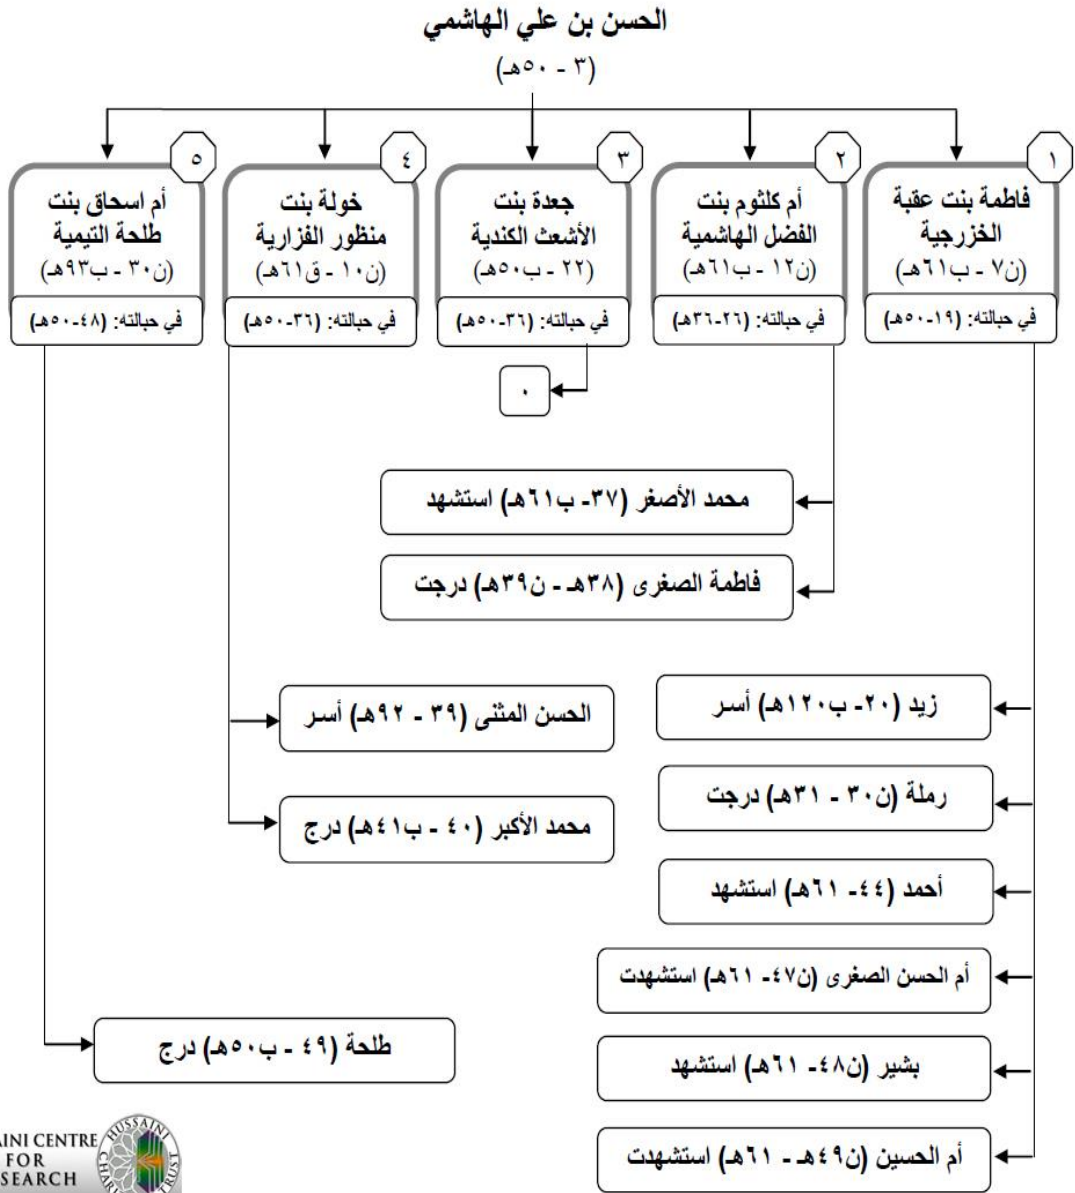 الحسن بن علي الهاشمي
(٣ - ٥٠هـ)
١
فاطمة بنت عقبة
الخزرجية
(ن٧ - ب٦١هـ)
في حبالته: (١٩-٥٠هـ)
٢
أم كلثوم بنت
الفضل الهاشمية
(ن١٢ - ب٦١هـ)
في حبالته: (٢٦-٣٦هـ)
٣
جعدة بنت
الأشعث الكندية
(٢٢ - ب٥٠هـ)
في حبالته: (٣٦-٥٠هـ)
٤
خولة بنت
منظور الفزارية
(ن١٠ - ق٦١هـ)
في حبالته: (٣٦-٥٠هـ)
٥
أم اسحاق بنت
طلحة التيمية
(ن٣٠ - ب٩٣هـ)
في حبالته: (٤٨-٥٠هـ)
٠
محمد الأصغر (٣٧- ب٦١هـ) استشهد
فاطمة الصغرى (٣٨هـ - ن٣٩هـ) درجت
زيد (٢٠- ب١٢٠هـ) أسر
الحسن المثنى (٣٩ - ٩٢هـ) أسر
رملة (ن٣٠ - ٣١هـ) درجت
محمد الأكبر (٤٠ - ب٤١هـ) درج
أحمد (٤٤- ٦١هـ) استشهد
أم الحسن الصغرى (ن٤٧- ٦١هـ) استشهدت
طلحة (٤٩ - ب٥٠هـ) درج
بشير (ن٤٨- ٦١هـ) استشهد
أم الحسين (ن٤٩هـ - ٦١هـ) استشهدت
AINI CENTRE
FOR
SEARCH
HUSSAINI
CHARI
TRUST